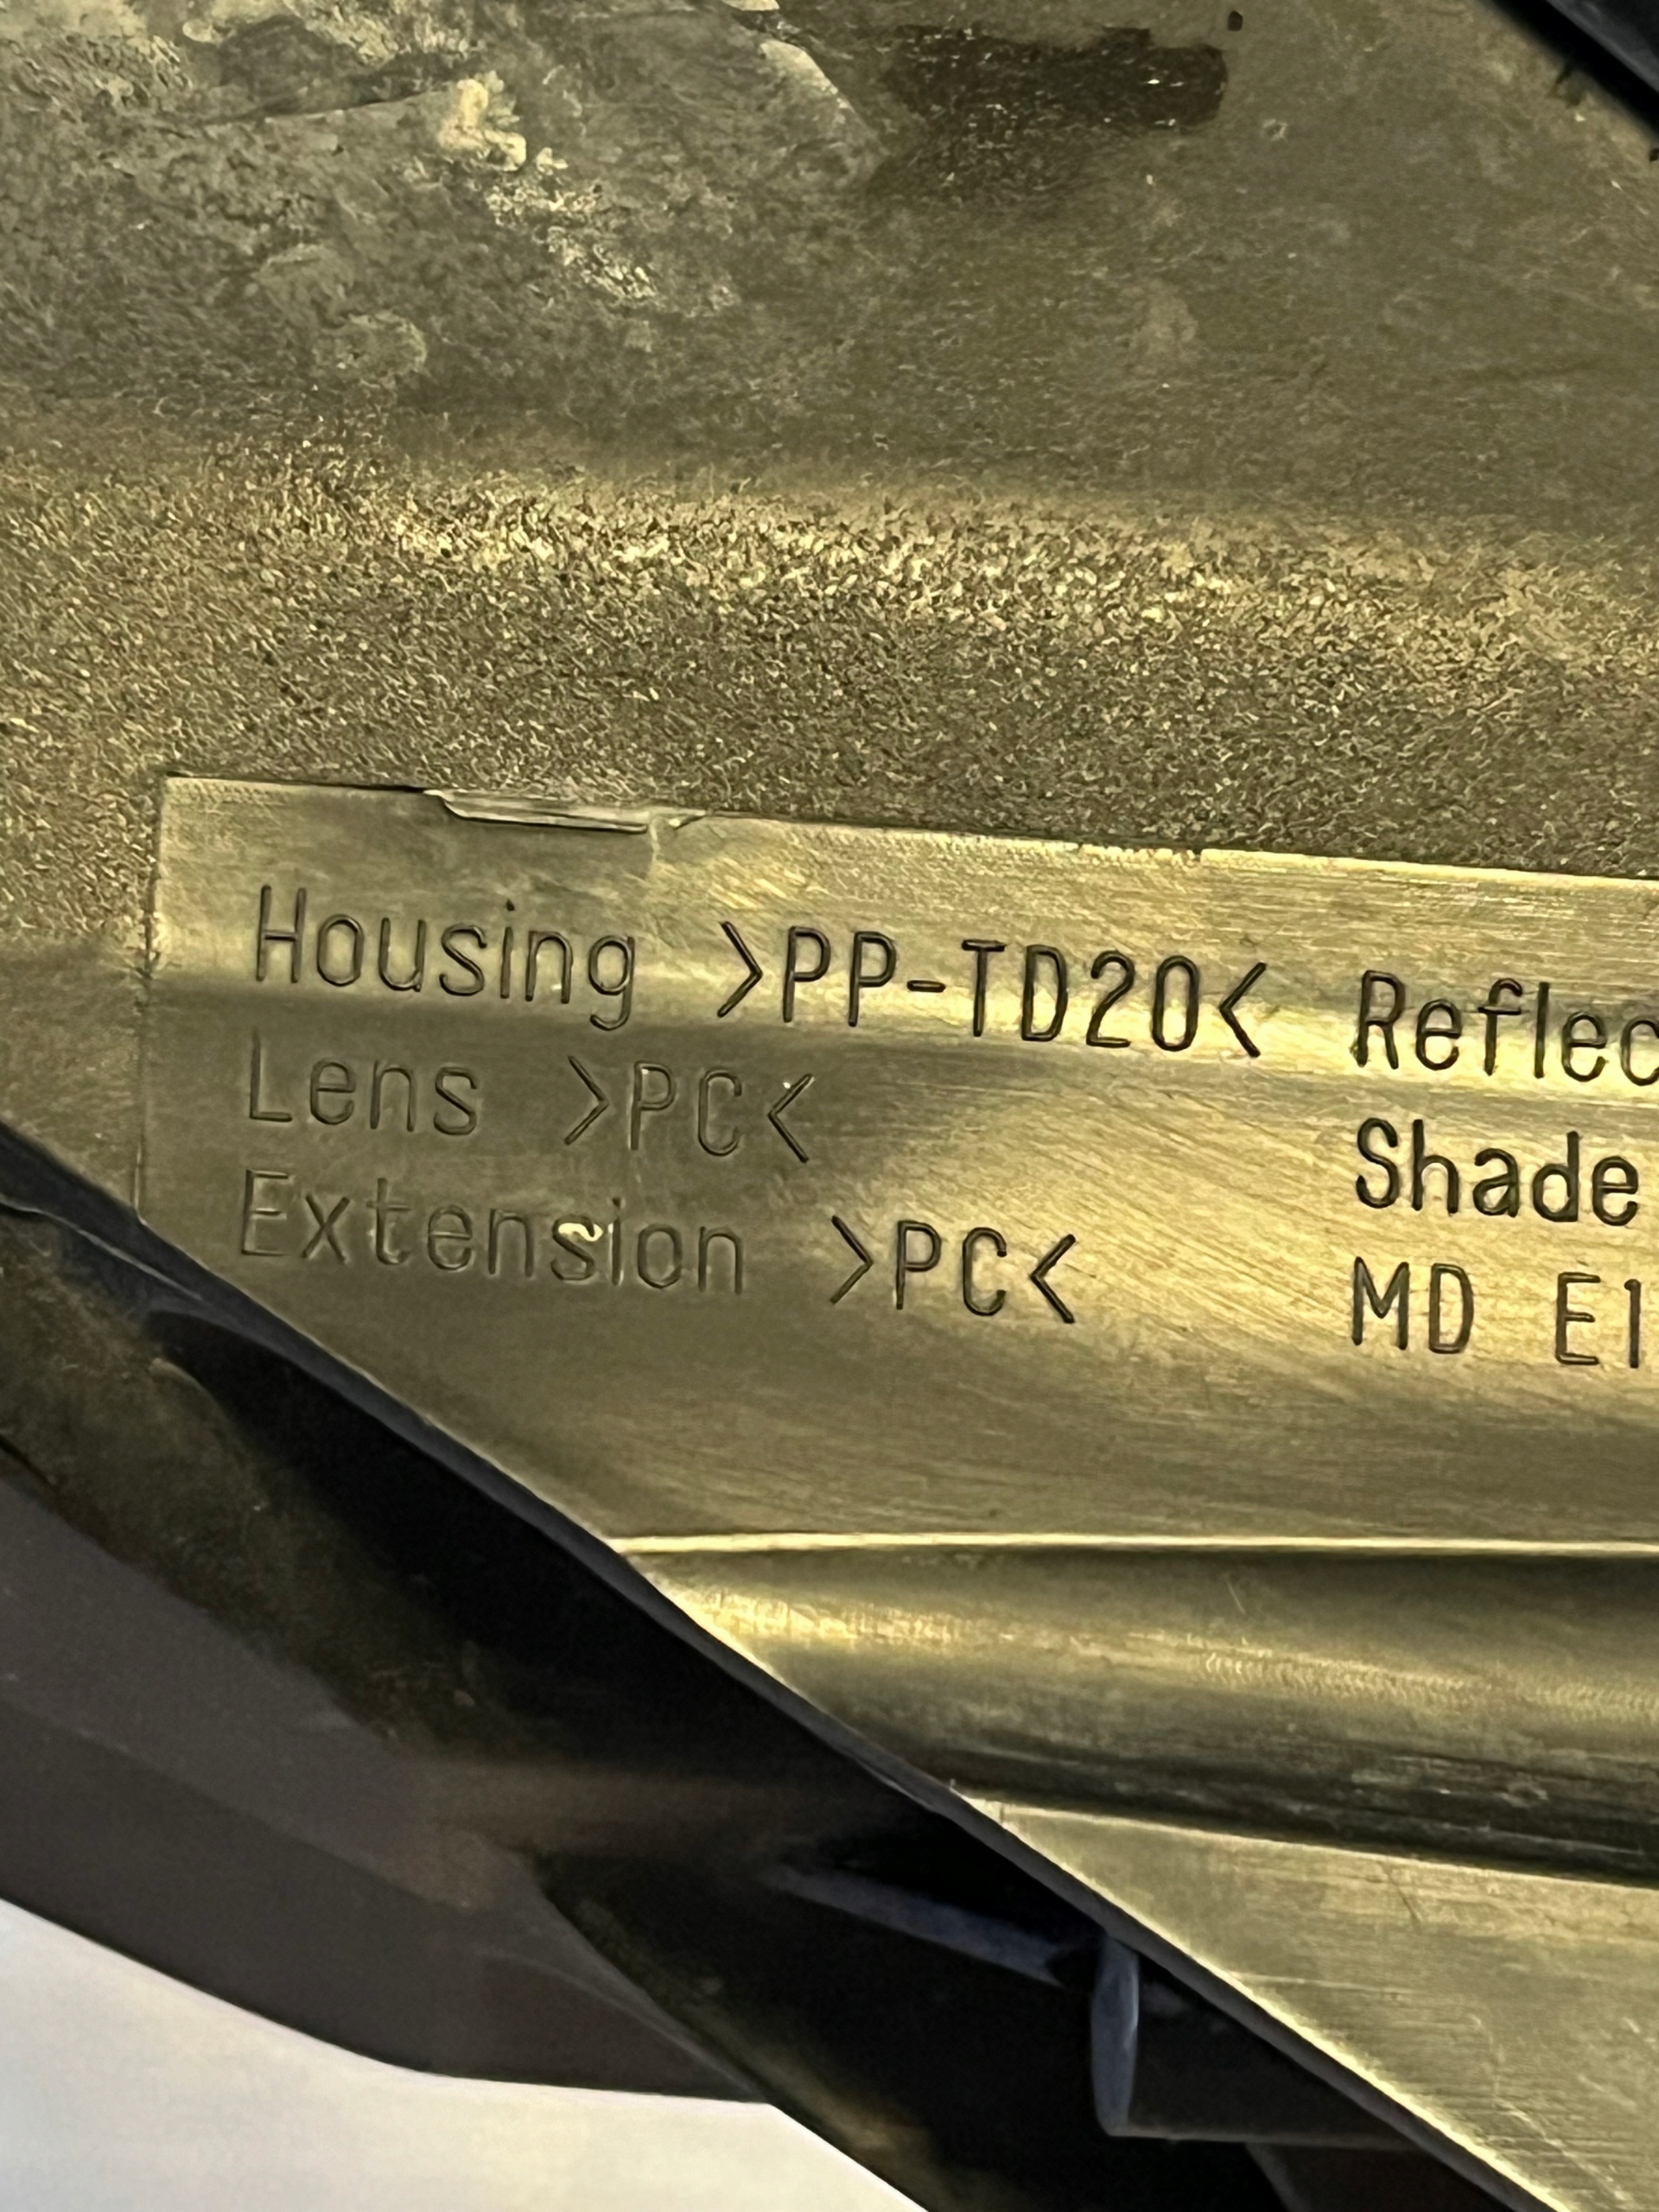 Housing >PP-TD20< Reflec
Lens >PC< Shade
Extension >PC< MD E1